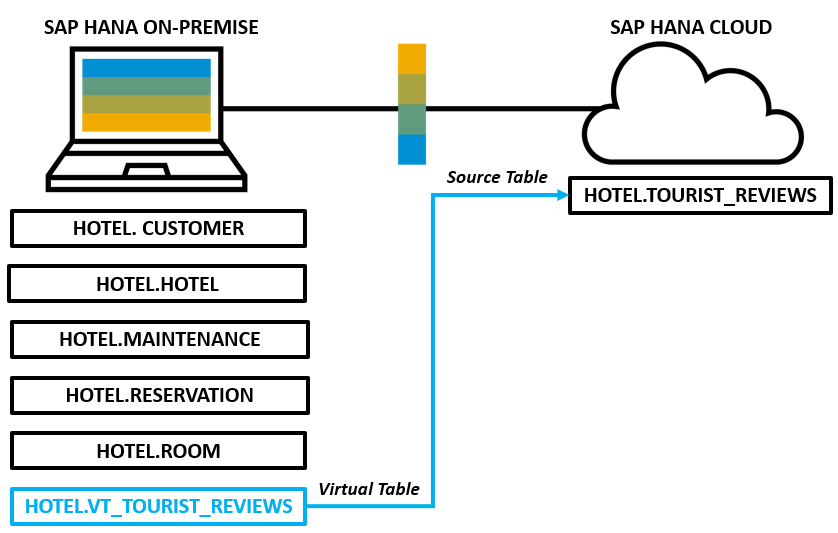 SAP HANA ON-PREMISE
SAP HANA CLOUD
Source Table
HOTEL.TOURIST_REVIEWS
HOTEL. CUSTOMER
HOTEL.HOTEL
HOTEL.MAINTENANCE
HOTEL.RESERVATION
HOTEL.ROOM
HOTEL.VT_TOURIST_REVIEWS
Virtual Table